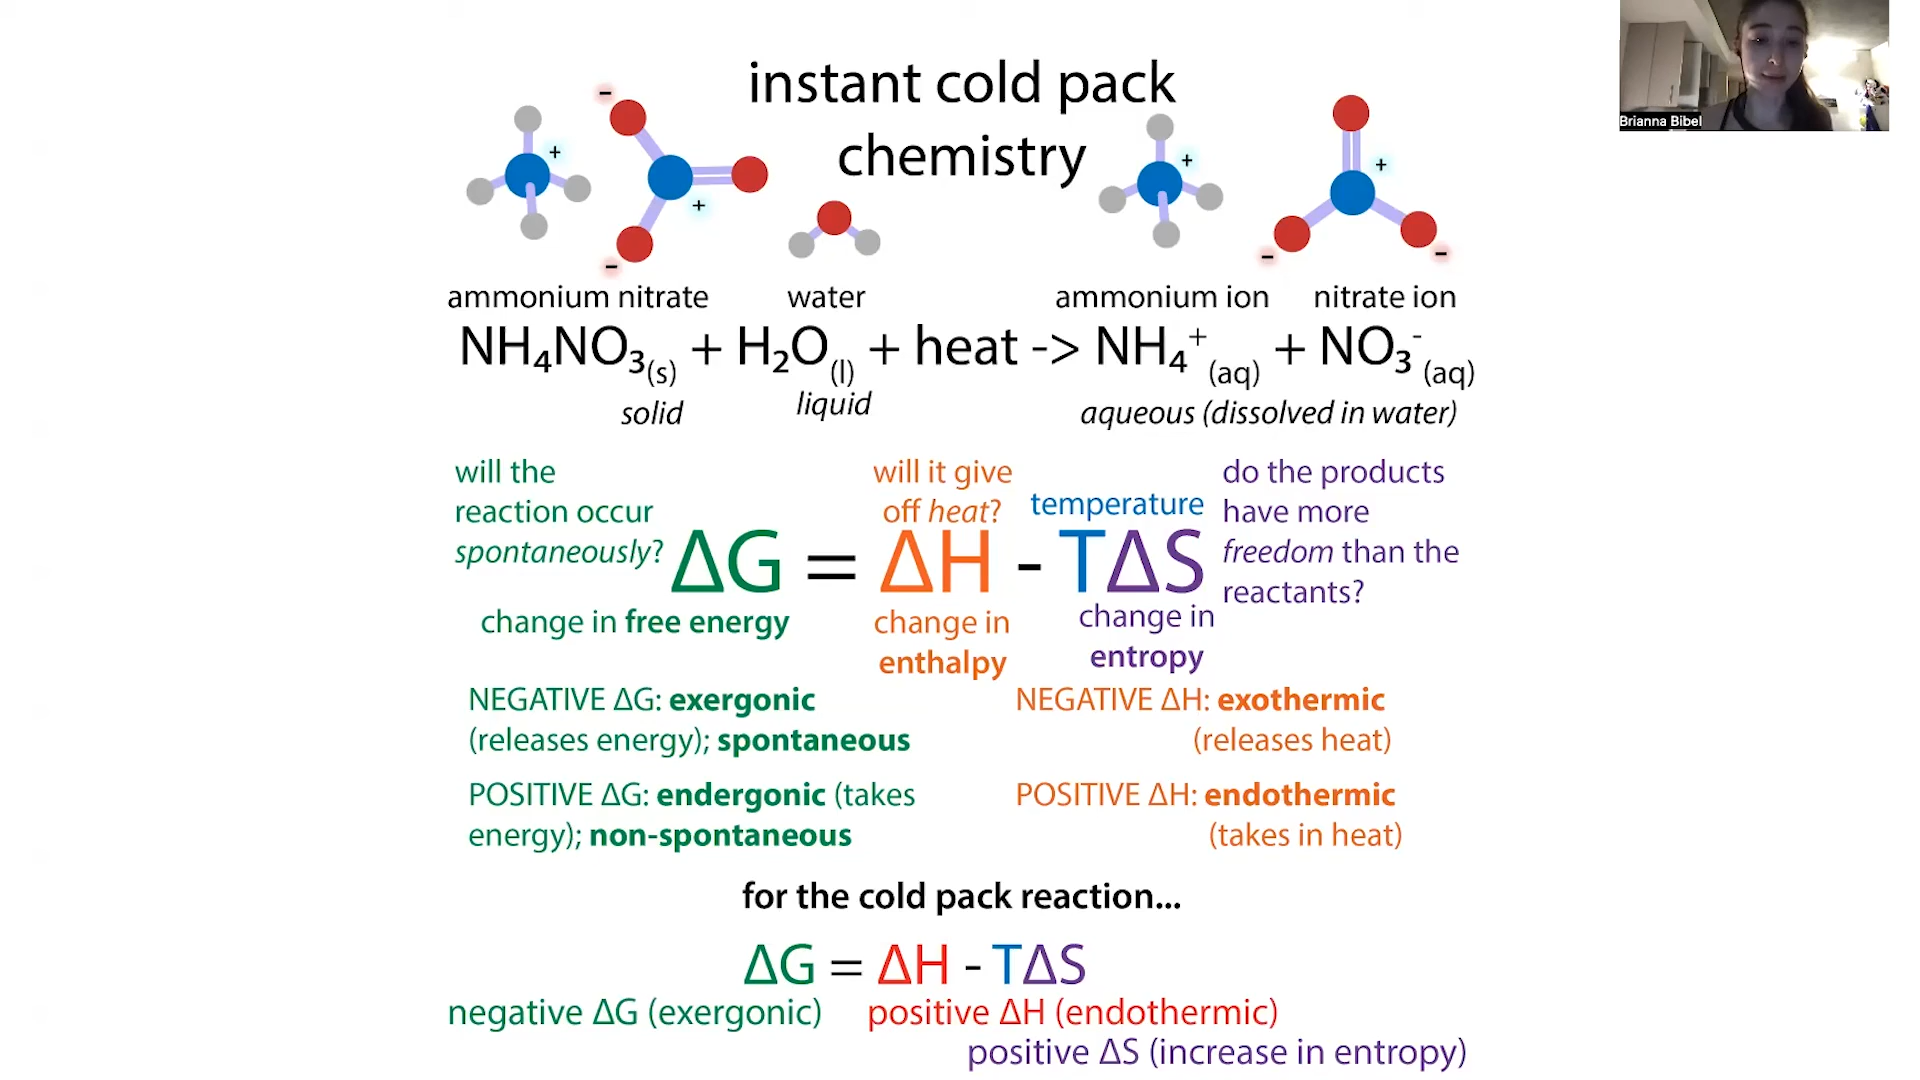 instant cold pack
chemistry
Brianna Bibel
- + + - + + - - -
ammonium nitrate water ammonium ion nitrate ion
NH₄NO₃(s) + H₂O(l) + heat -> NH₄⁺(aq) + NO₃⁻(aq)
solid liquid aqueous (dissolved in water)
will the
reaction occur
spontaneously?
will it give
off heat?
temperature
do the products
have more
freedom than the
reactants?
ΔG = ΔH - TΔS
change in free energy
change in
enthalpy
change in
entropy
NEGATIVE ΔG: exergonic
(releases energy); spontaneous
POSITIVE ΔG: endergonic (takes
energy); non-spontaneous
NEGATIVE ΔH: exothermic
(releases heat)
POSITIVE ΔH: endothermic
(takes in heat)
for the cold pack reaction...
ΔG = ΔH - TΔS
negative ΔG (exergonic) positive ΔH (endothermic)
positive ΔS (increase in entropy)